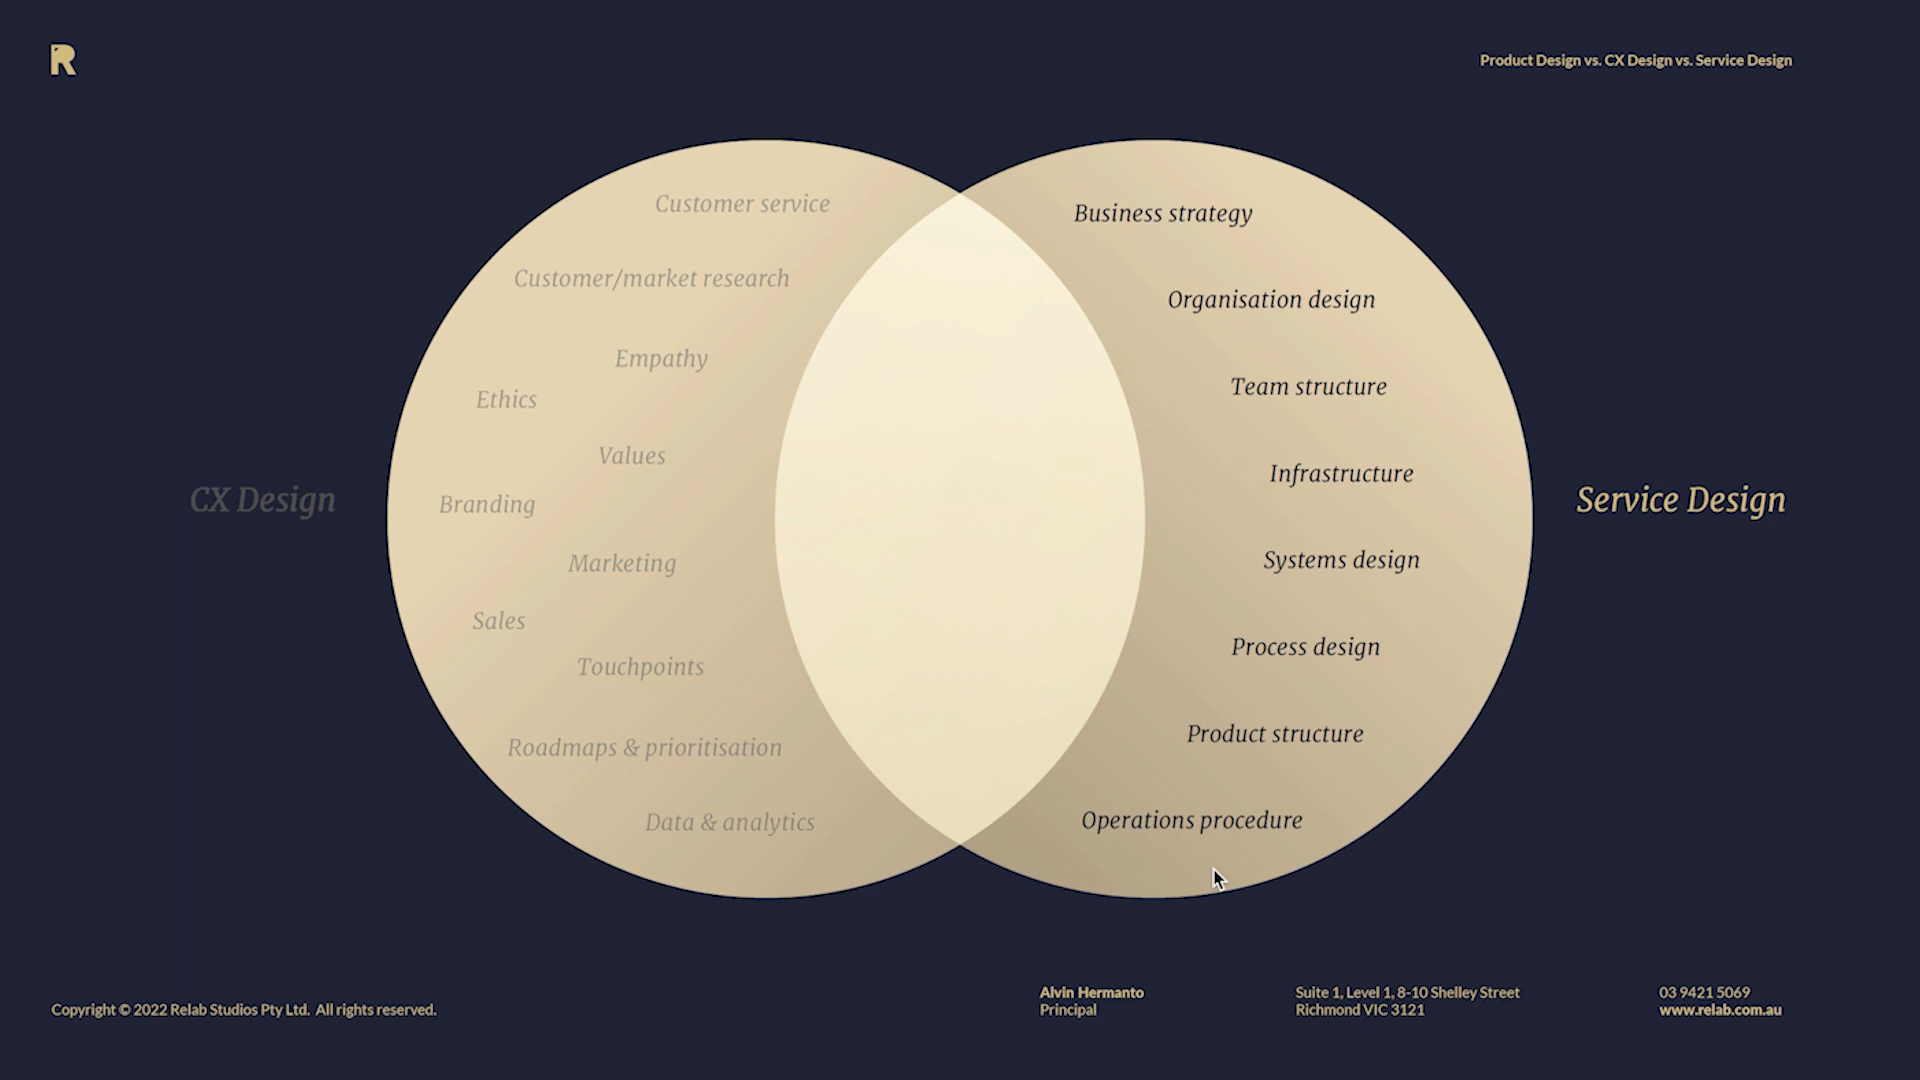 R
Product Design vs. CX Design vs. Service Design
Customer service
Customer/market research
Empathy
Ethics
Values
Branding
Marketing
Sales
Touchpoints
Roadmaps & prioritisation
Data & analytics
CX Design
Business strategy
Organisation design
Team structure
Infrastructure
Systems design
Process design
Product structure
Operations procedure
Service Design
Copyright © 2022 Relab Studios Pty Ltd. All rights reserved.
Alvin Hermanto
Principal
Suite 1, Level 1, 8-10 Shelley Street
Richmond VIC 3121
03 9421 5069
www.relab.com.au